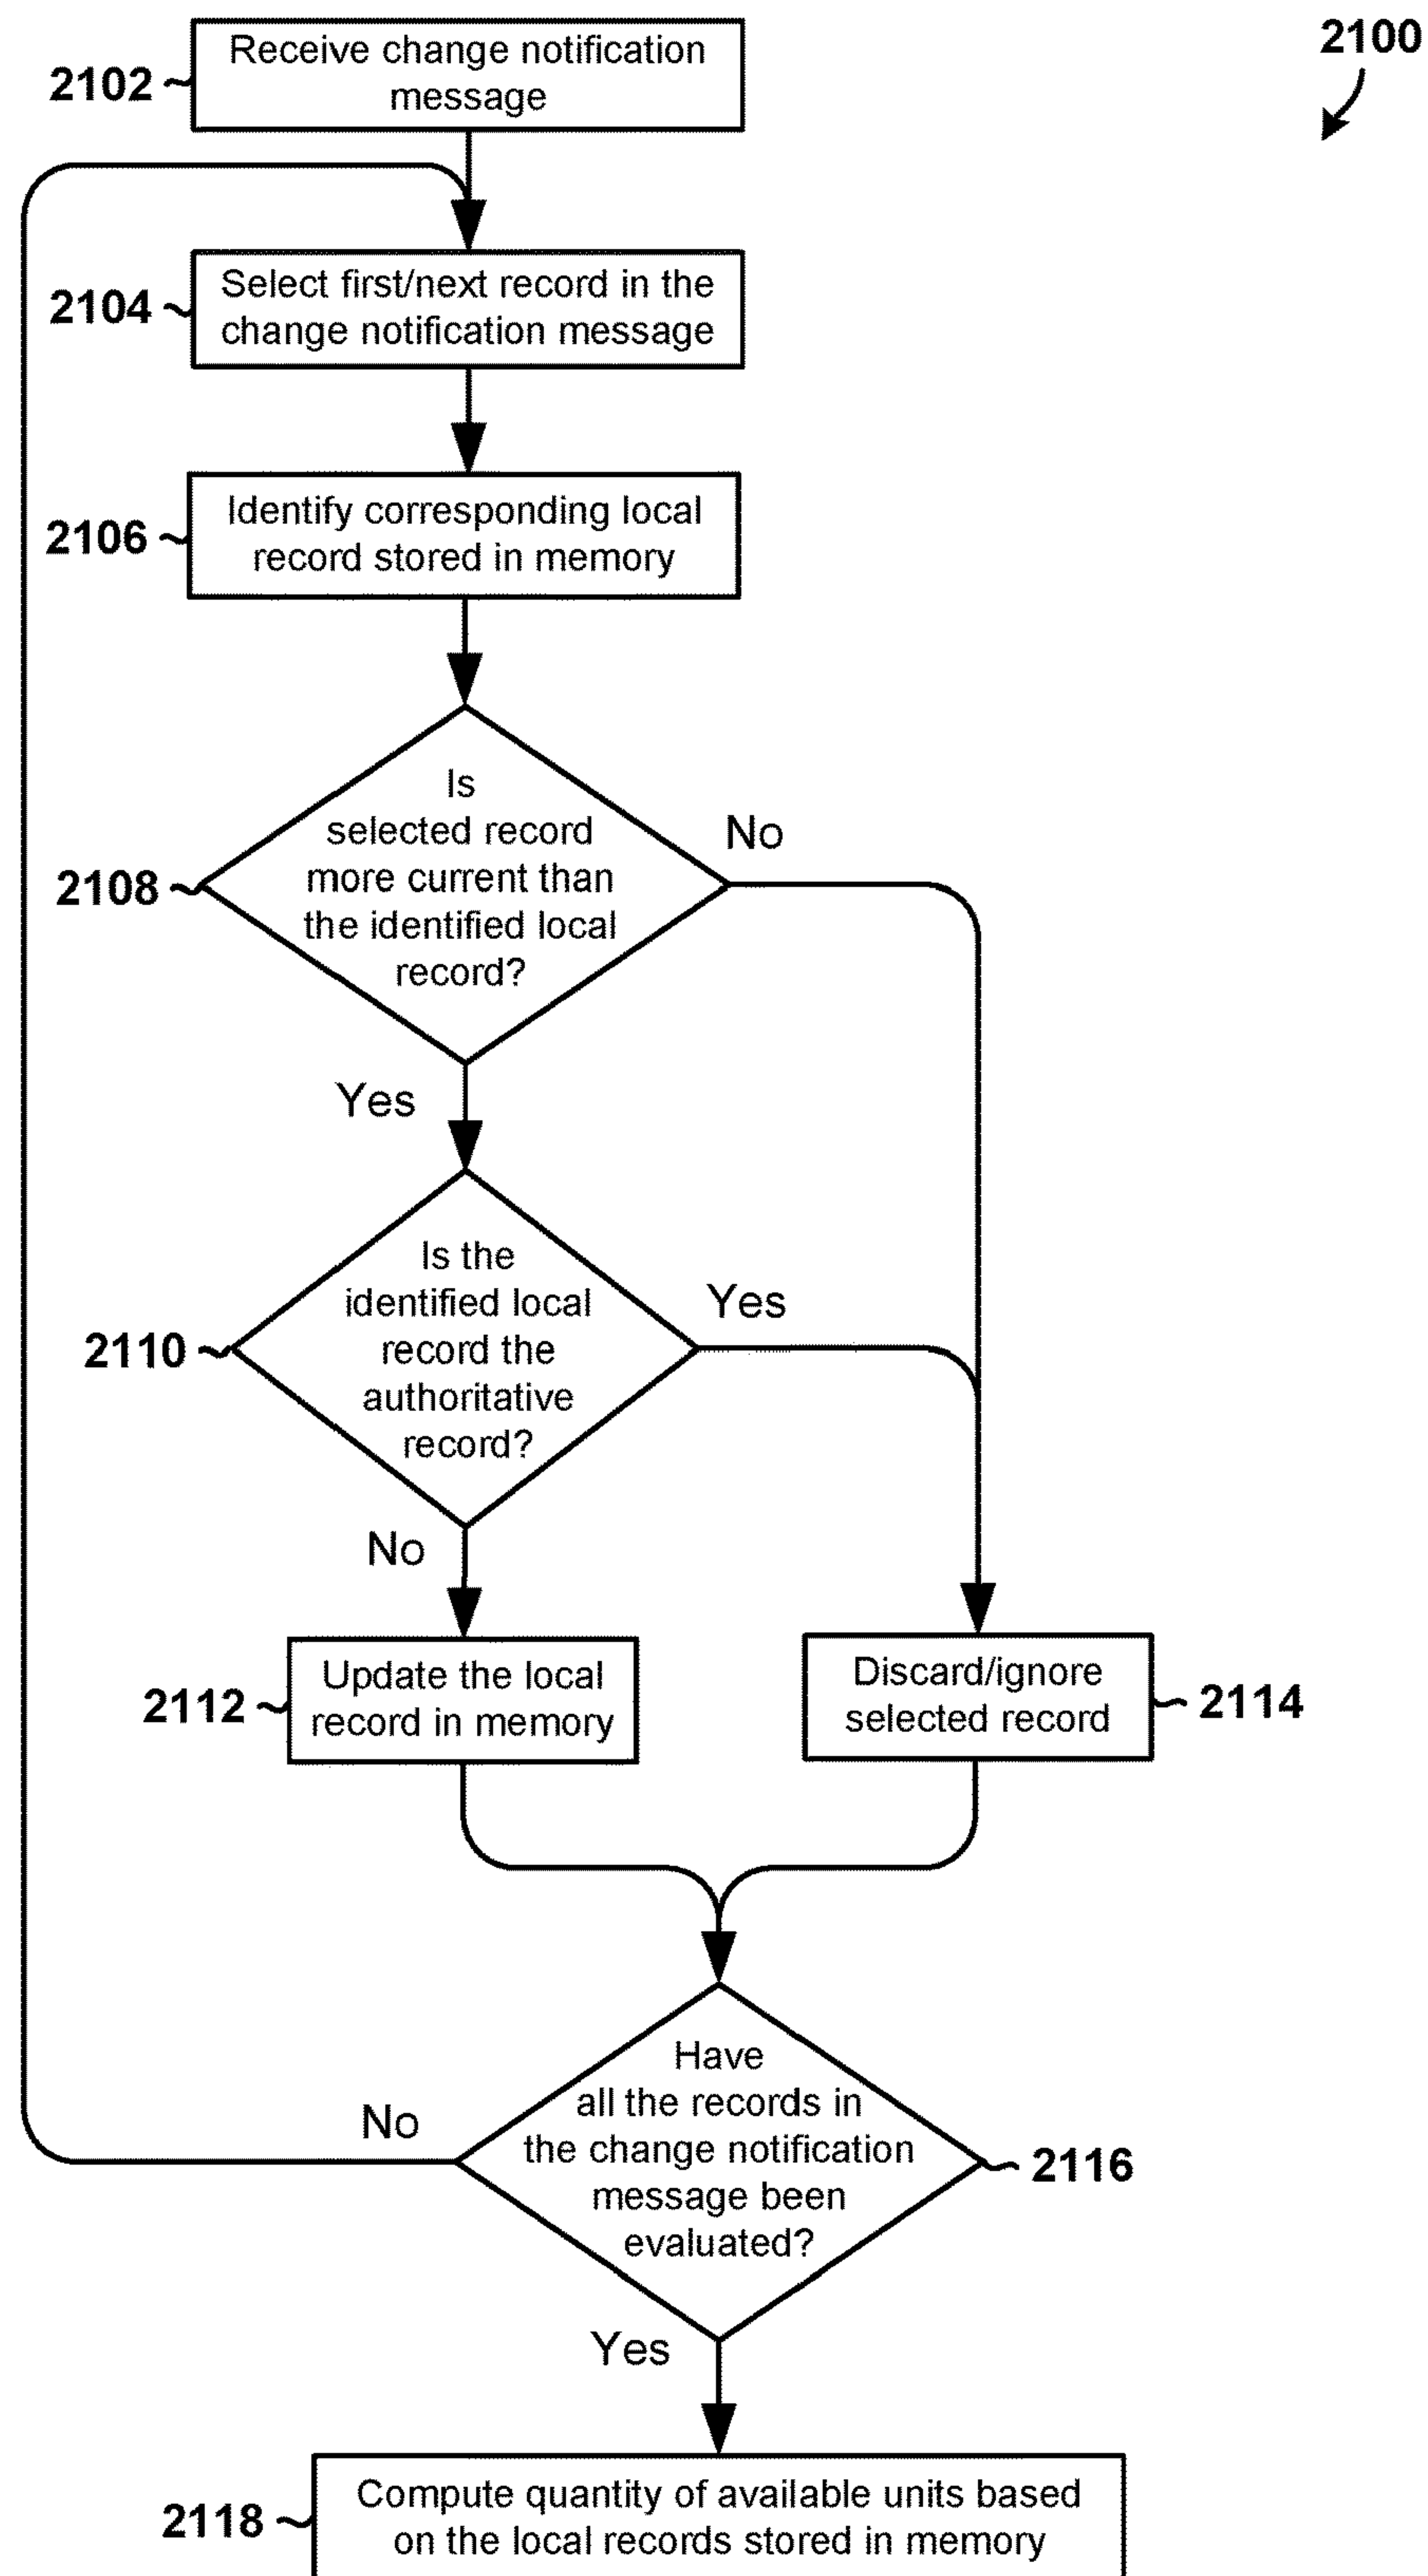 2100
2102
Receive change notification
message
2104
Select first/next record in the
change notification message
2106
Identify corresponding local
record stored in memory
2108
Is
selected record
more current than
the identified local
record?
No
Yes
2110
Is the
identified local
record the
authoritative
record?
Yes
No
2112
Update the local
record in memory
Discard/ignore
selected record
2114
Have
all the records in
the change notification
message been
evaluated?
2116
No
Yes
2118
Compute quantity of available units based
on the local records stored in memory